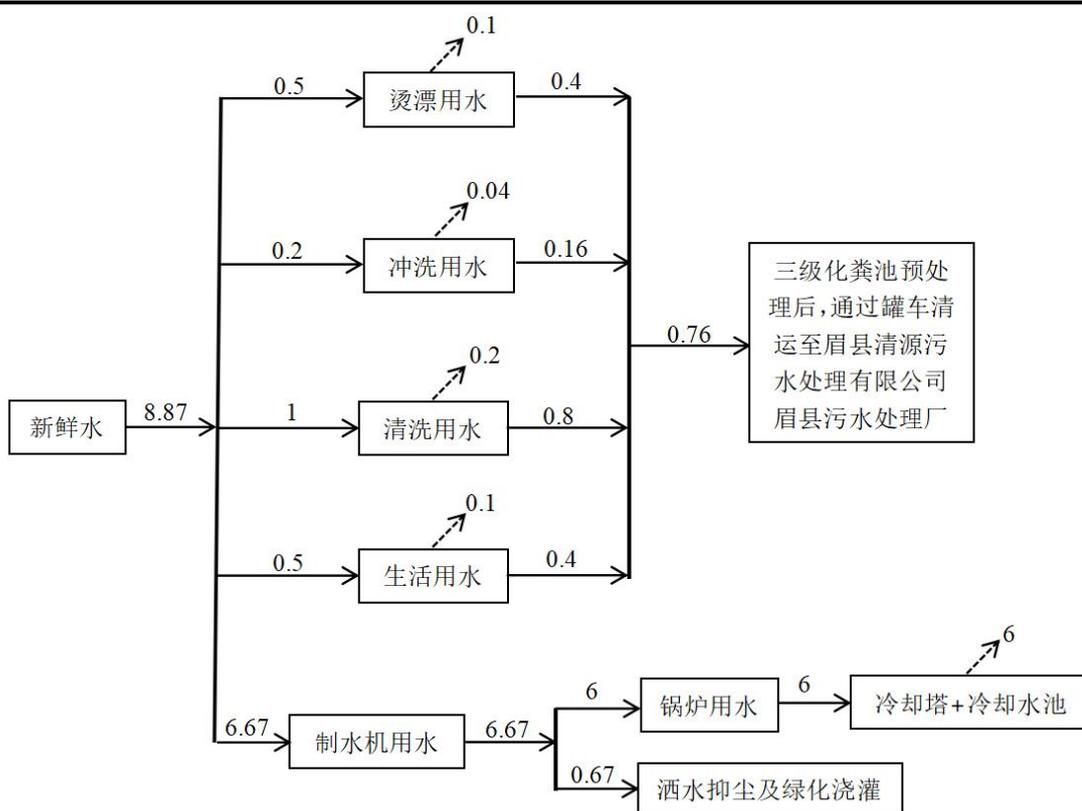 0.1
0.5
烫漂用水
0.4
0.04
0.2
冲洗用水
0.16
三级化粪池预处
理后,通过罐车清
运至眉县清源污
水处理有限公司
眉县污水处理厂
0.76
0.2
新鲜水
8.87
1
清洗用水
0.8
0.1
0.5
生活用水
0.4
6
6
锅炉用水
6
冷却塔+冷却水池
6.67
制水机用水
6.67
0.67
洒水抑尘及绿化浇灌